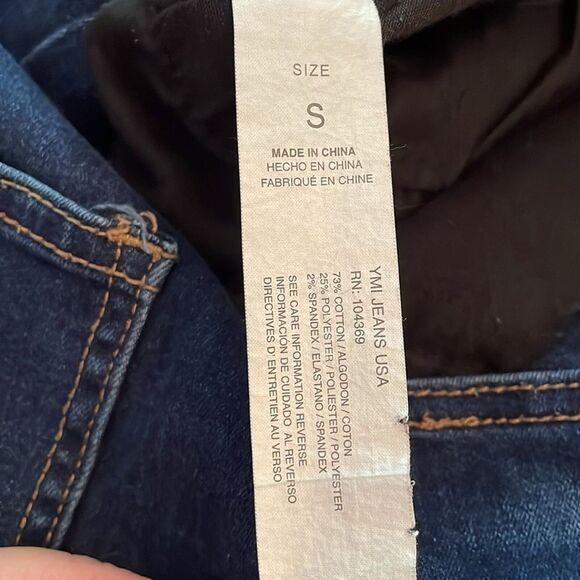 SIZE
S
MADE IN CHINA
HECHO EN CHINA
FABRIQUÉ EN CHINE
YMI JEANS USA
RN: 104369
73% COTTON / ALGODON / COTON
25% POLYESTER / POLIESTER / POLYESTER
2% SPANDEX / ELASTANO / SPANDEX
SEE CARE INFORMATION REVERSE
INFORMACIÓN DE CUIDADO AL REVERSO
DIRECTIVES D' ENTRETIEN AU VERSO